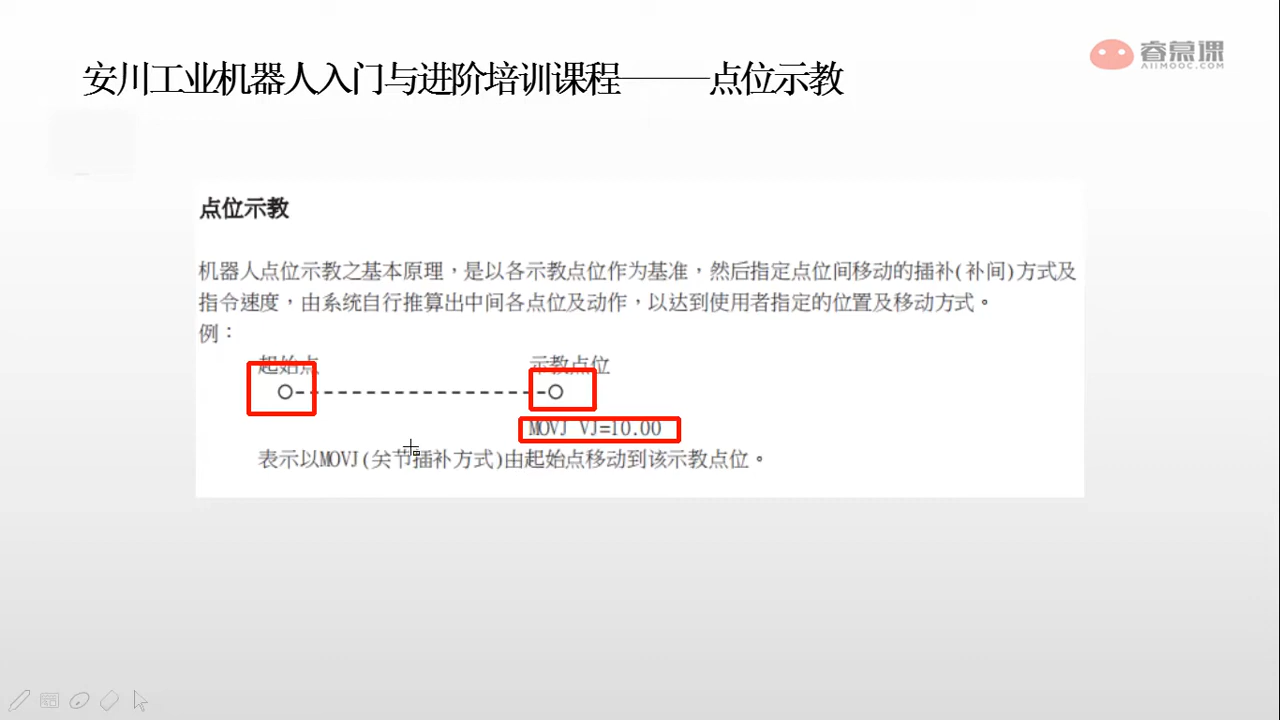 安川工业机器人入门与进阶培训课程———点位示教
睿慕课
AIIMOOC.COM
点位示教
机器人点位示教之基本原理，是以各示教点位作为基准，然后指定点位间移动的插补(补间)方式及
指令速度，由系统自行推算出中间各点位及动作，以达到使用者指定的位置及移动方式。
例：
起始点 示教点位
MOVJ VJ=10.00
表示以MOVJ(关节插补方式)由起始点移动到该示教点位。